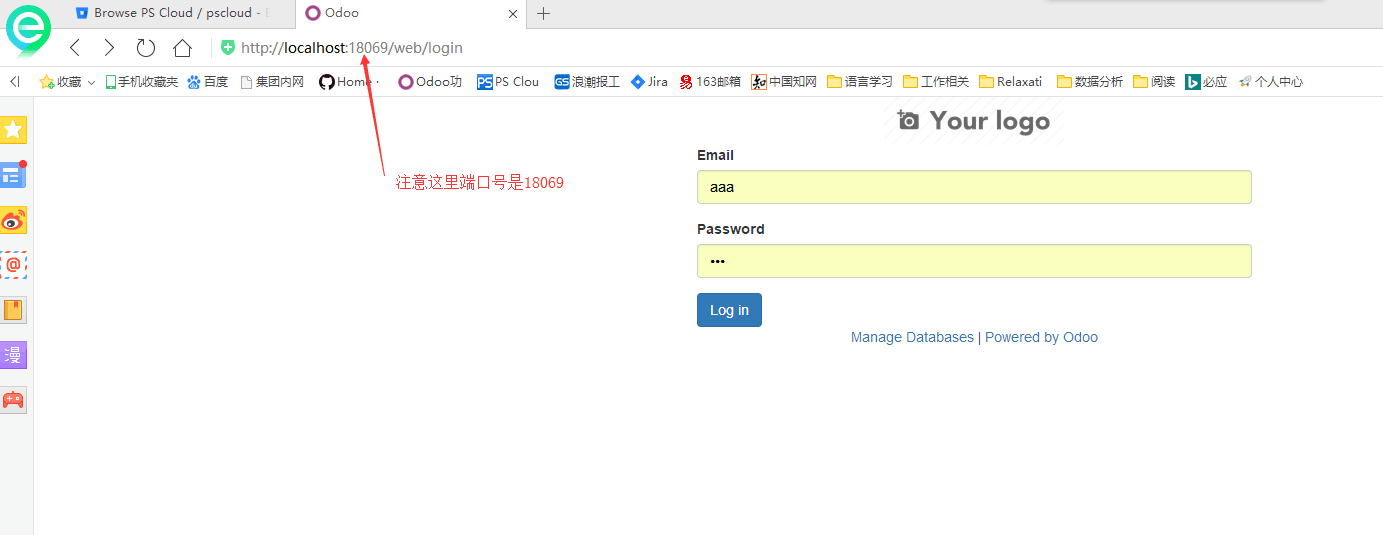 Browse PS Cloud / pscloud -
Odoo
http://localhost:18069/web/login
收藏 手机收藏夹 百度 集团内网 Home · Odoo功 PS Clou 浪潮报工 Jira 163邮箱 中国知网 语言学习 工作相关 Relaxati 数据分析 阅读 必应 个人中心
Your logo
Email
注意这里端口号是18069
aaa
Password
•••
Log in
Manage Databases | Powered by Odoo
漫